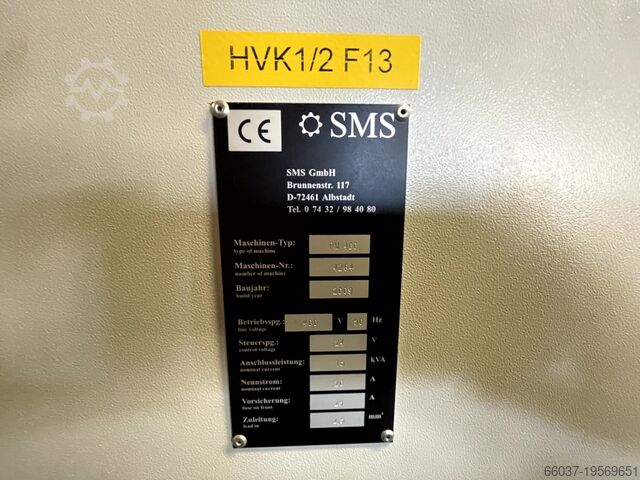 HVK1/2 F13
CE SMS
SMS GmbH
Brunnenstr. 117
D-72461 Albstadt
Tel. 0 74 32 / 98 40 80
Maschinen-Typ:
type of machine
Maschinen-Nr.:
number of machine
Baujahr:
build year
Betriebsspg.: V Hz
line voltage
Steuerspg.: 24 V
control voltage
Anschlussleistung: kVA
nominal current
Nennstrom: A
nominal current
Vorsicherung: A
fuse on front
Zuleitung: mm²
lead in
66037-19569651